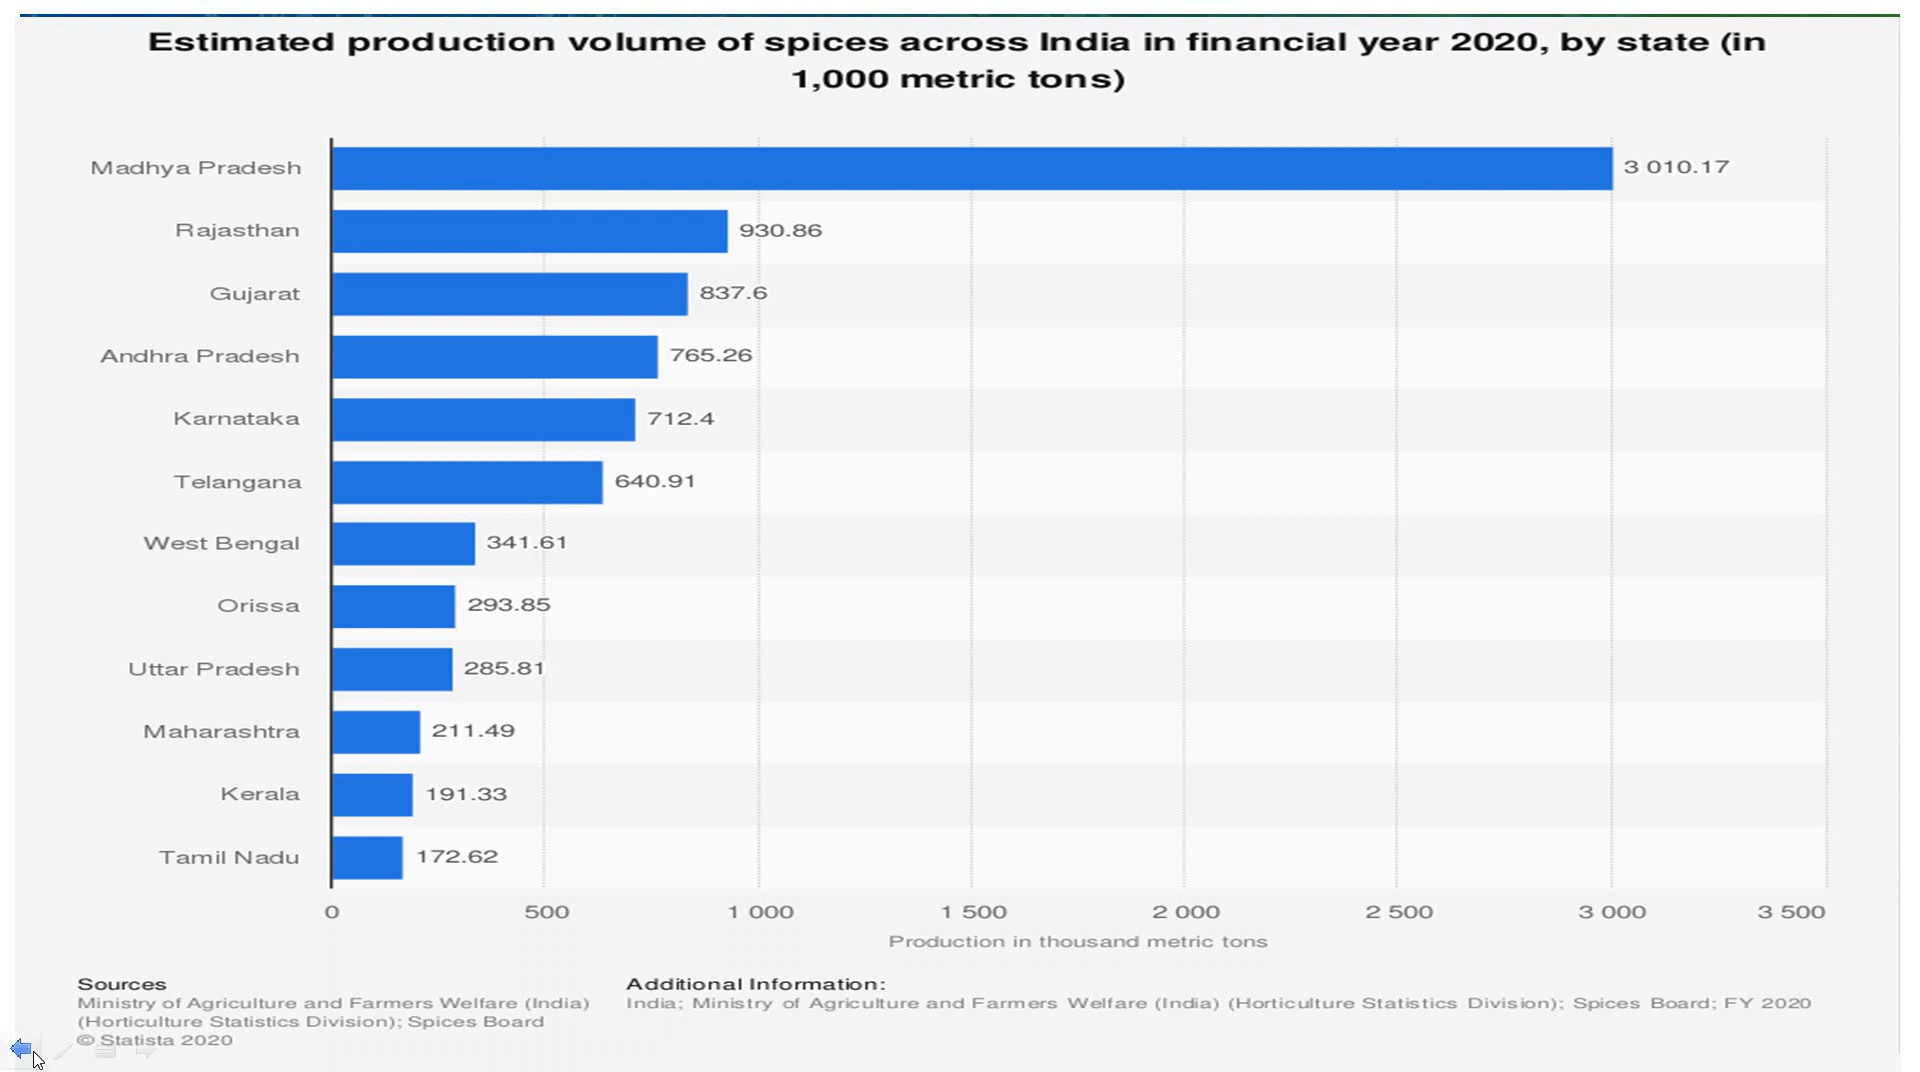 Estimated production volume of spices across India in financial year 2020, by state (in
1,000 metric tons)
Madhya Pradesh 3 010.17
Rajasthan 930.86
Gujarat 837.6
Andhra Pradesh 765.26
Karnataka 712.4
Telangana 640.91
West Bengal 341.61
Orissa 293.85
Uttar Pradesh 285.81
Maharashtra 211.49
Kerala 191.33
Tamil Nadu 172.62
0 500 1 000 1 500 2 000 2 500 3 000 3 500
Production in thousand metric tons
Sources
Ministry of Agriculture and Farmers Welfare (India)
(Horticulture Statistics Division); Spices Board
© Statista 2020
Additional Information:
India; Ministry of Agriculture and Farmers Welfare (India) (Horticulture Statistics Division); Spices Board; FY 2020